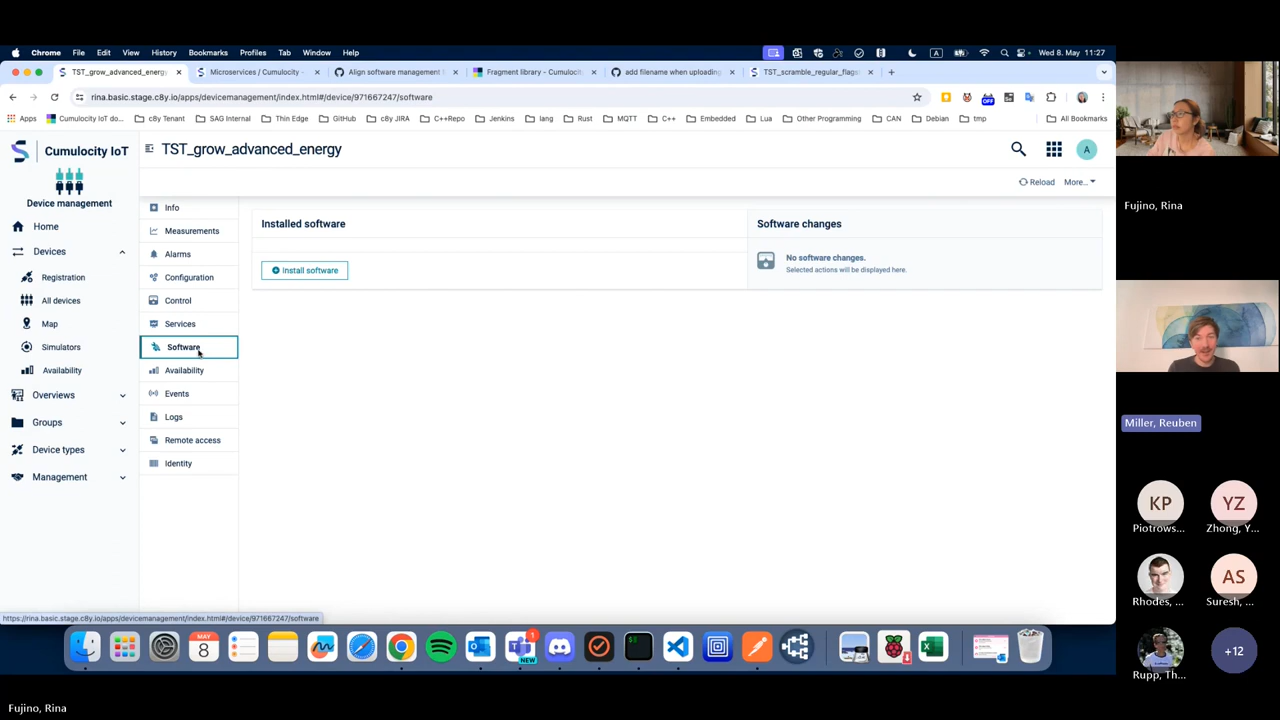 Chrome File Edit View History Bookmarks Profiles Tab Window Help
A
Wed 8. May 11:27
TST_grow_advanced_energy
Microservices / Cumulocity -
Align software management
Fragment library - Cumulocity
add filename when uploading
TST_scramble_regular_flags
rina.basic.stage.c8y.io/apps/devicemanagement/index.html#/device/971667247/software
OFF
Apps
Cumulocity IoT do...
c8y Tenant
SAG Internal
Thin Edge
GitHub
c8y JIRA
C++Repo
Jenkins
lang
Rust
MQTT
C++
Embedded
Lua
Other Programming
CAN
Debian
tmp
All Bookmarks
Cumulocity IoT
Device management
Home
Devices
Registration
All devices
Map
Simulators
Availability
Overviews
Groups
Device types
Management
TST_grow_advanced_energy
A
Reload
More...
Info
Measurements
Alarms
Configuration
Control
Services
Software
Availability
Events
Logs
Remote access
Identity
Installed software
Install software
Software changes
No software changes.
Selected actions will be displayed here.
https://rina.basic.stage.c8y.io/apps/devicemanagement/index.html#/device/971667247/software
MAY
8
1
NEW
$
Fujino, Rina
Miller, Reuben
KP
Piotrows...
YZ
Zhong, Y...
Rhodes, ...
AS
Suresh, ...
Rupp, Th...
+12
Fujino, Rina